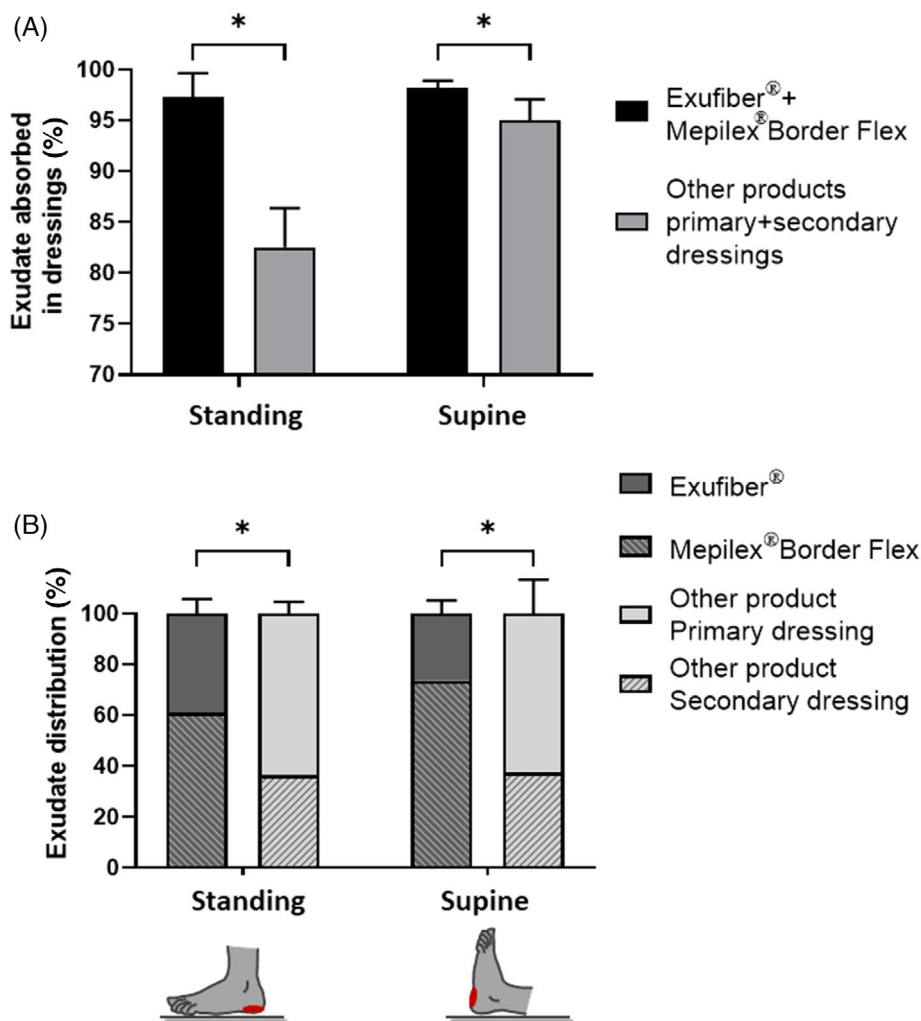 (A)
*
*
Exudate absorbed
in dressings (%)
100
95
90
85
80
75
70
Standing
Supine
Exufiber®+
Mepilex®Border Flex
Other products
primary+secondary
dressings
(B)
*
*
Exudate distribution (%)
100
80
60
40
20
0
Standing
Supine
Exufiber®
Mepilex®Border Flex
Other product
Primary dressing
Other product
Secondary dressing